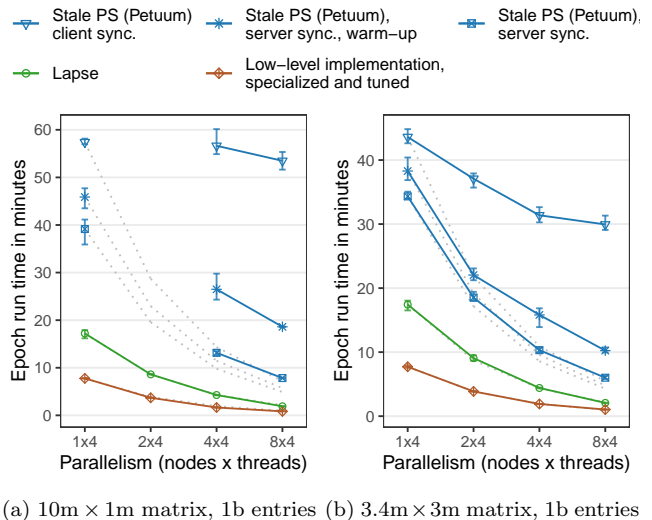 Stale PS (Petuum)
client sync.
Stale PS (Petuum),
server sync., warm−up
Stale PS (Petuum),
server sync.
Lapse
Low−level implementation,
specialized and tuned
Epoch run time in minutes
60
50
40
30
20
10
0
1x4 2x4 4x4 8x4
Parallelism (nodes x threads)
(a) 10m × 1m matrix, 1b entries
Epoch run time in minutes
40
30
20
10
0
1x4 2x4 4x4 8x4
Parallelism (nodes x threads)
(b) 3.4m × 3m matrix, 1b entries